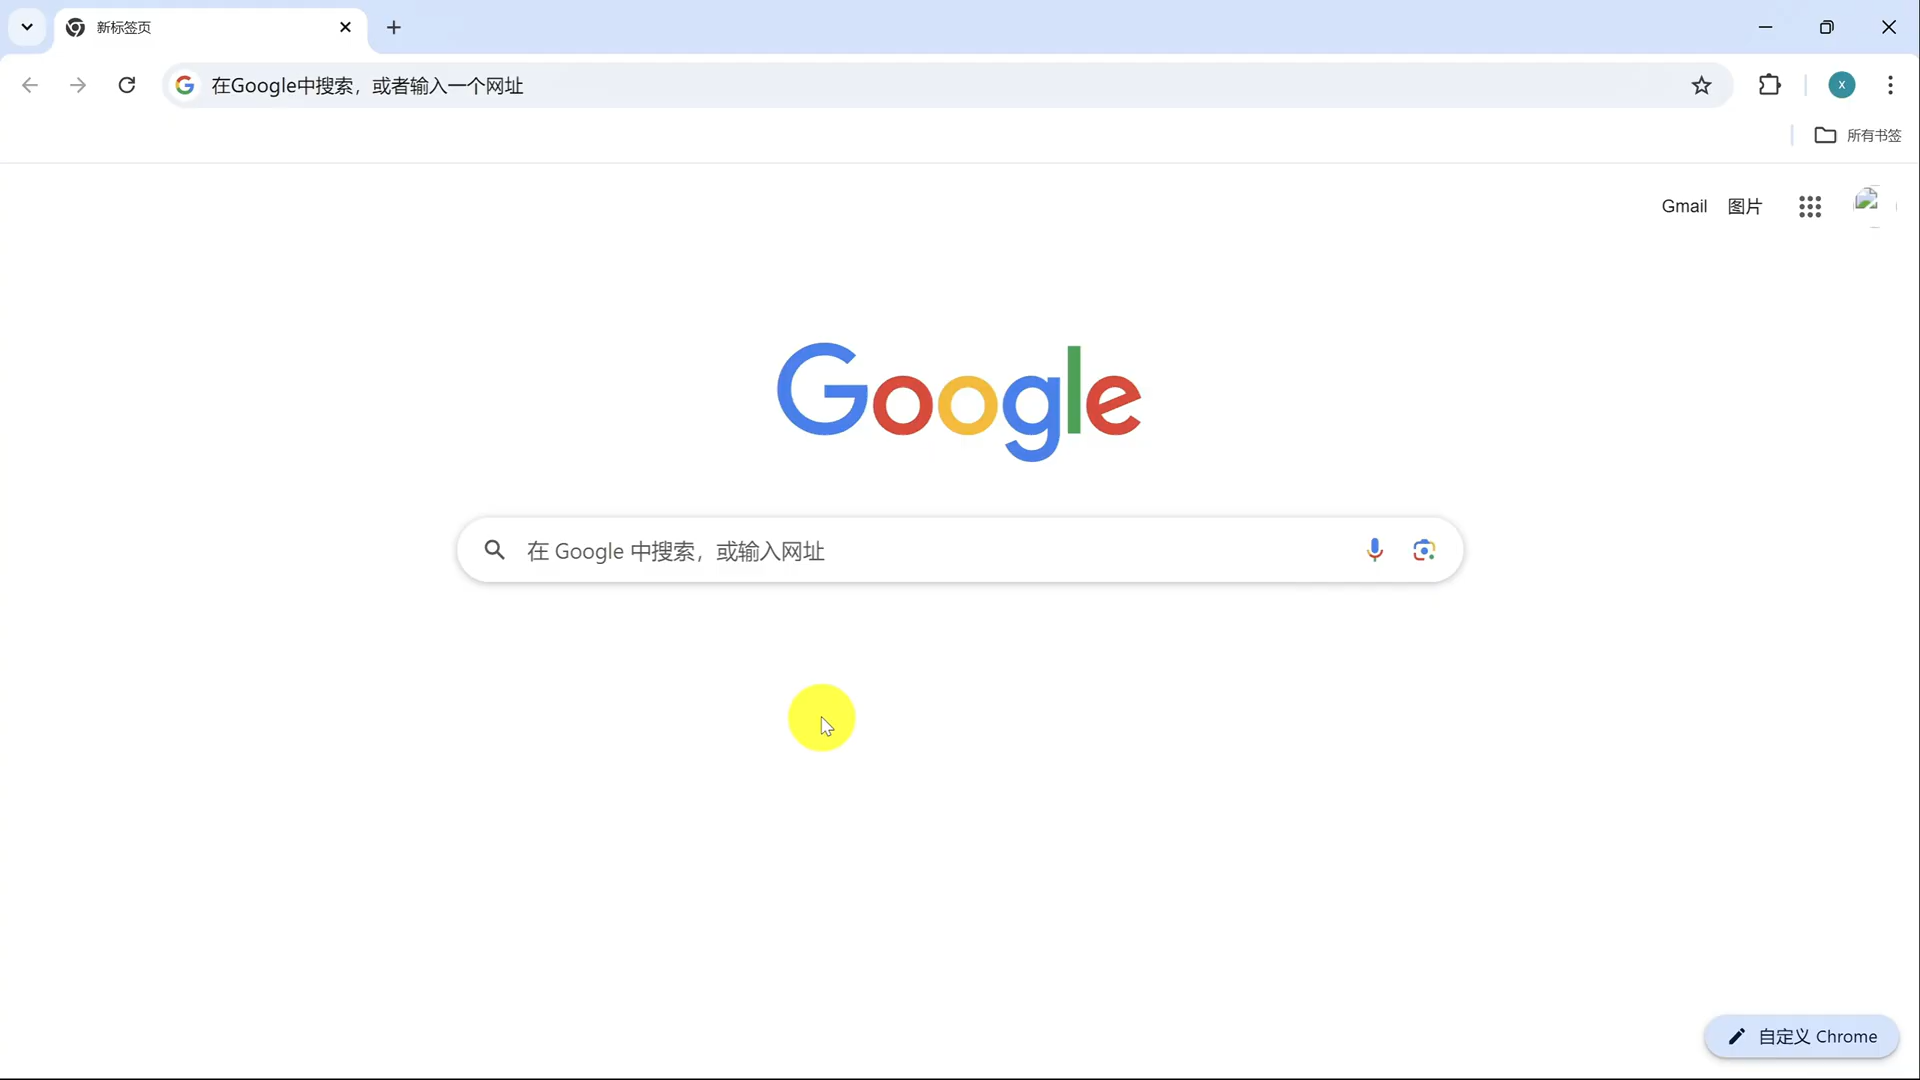 新标签页
在Google中搜索，或者输入一个网址
X
所有书签
Gmail 图片
Google
在 Google 中搜索，或输入网址
自定义 Chrome